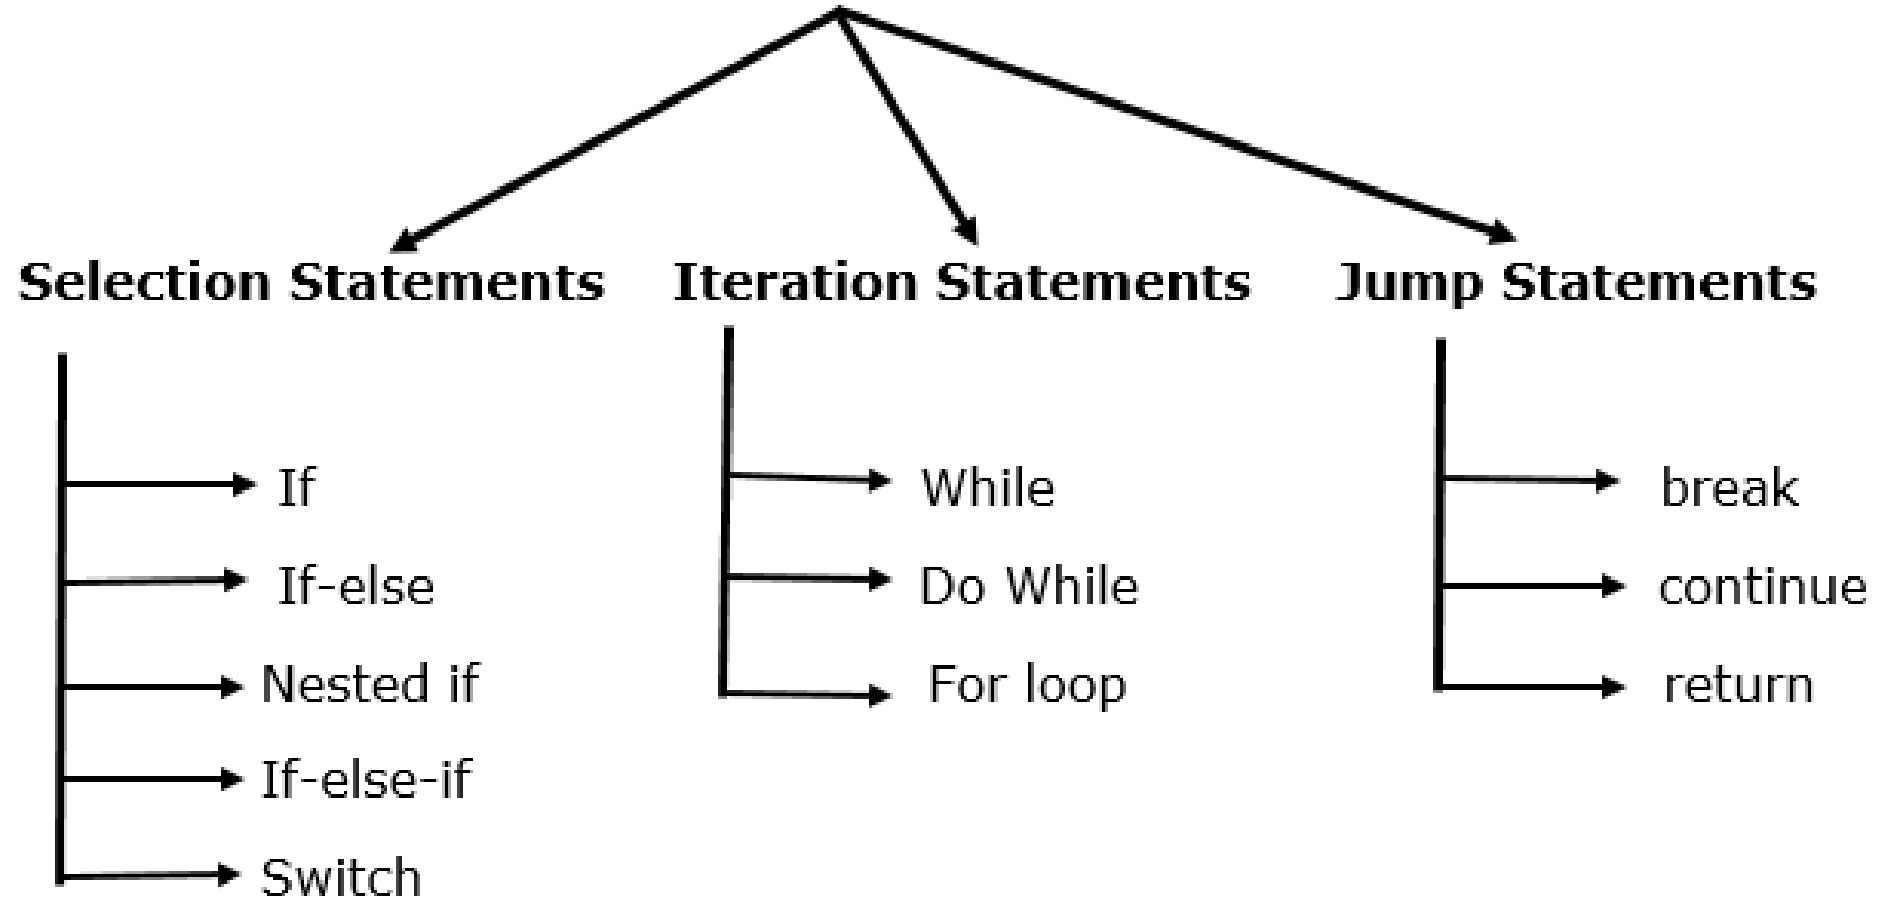 Selection Statements
If
If-else
Nested if
If-else-if
Switch
Iteration Statements
While
Do While
For loop
Jump Statements
break
continue
return